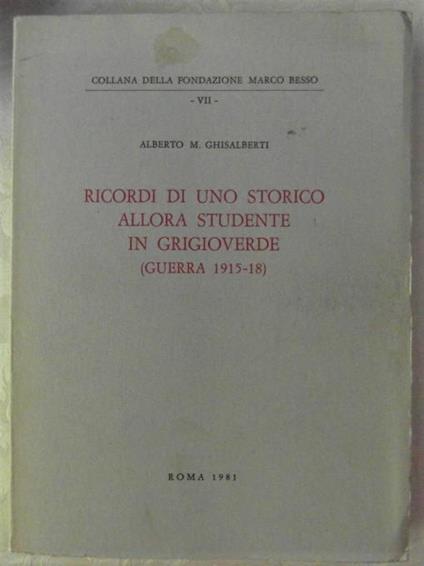 COLLANA DELLA FONDAZIONE MARCO BESSO
- VII -
ALBERTO M. GHISALBERTI
RICORDI DI UNO STORICO
ALLORA STUDENTE
IN GRIGIOVERDE
(GUERRA 1915-18)
ROMA 1981